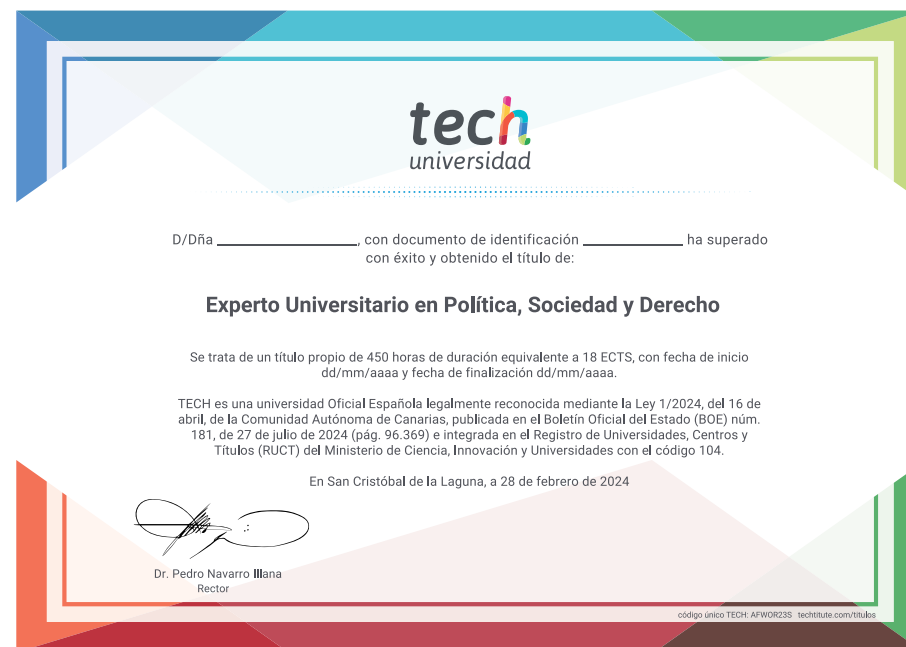 tech
universidad
D/Dña ____________________, con documento de identificación ______________ ha superado
con éxito y obtenido el título de:
Experto Universitario en Política, Sociedad y Derecho
Se trata de un título propio de 450 horas de duración equivalente a 18 ECTS, con fecha de inicio
dd/mm/aaaa y fecha de finalización dd/mm/aaaa.
TECH es una universidad Oficial Española legalmente reconocida mediante la Ley 1/2024, del 16 de
abril, de la Comunidad Autónoma de Canarias, publicada en el Boletín Oficial del Estado (BOE) núm.
181, de 27 de julio de 2024 (pág. 96.369) e integrada en el Registro de Universidades, Centros y
Títulos (RUCT) del Ministerio de Ciencia, Innovación y Universidades con el código 104.
En San Cristóbal de la Laguna, a 28 de febrero de 2024
Dr. Pedro Navarro Illana
Rector
código único TECH: AFWOR23S techtitute.com/titulos